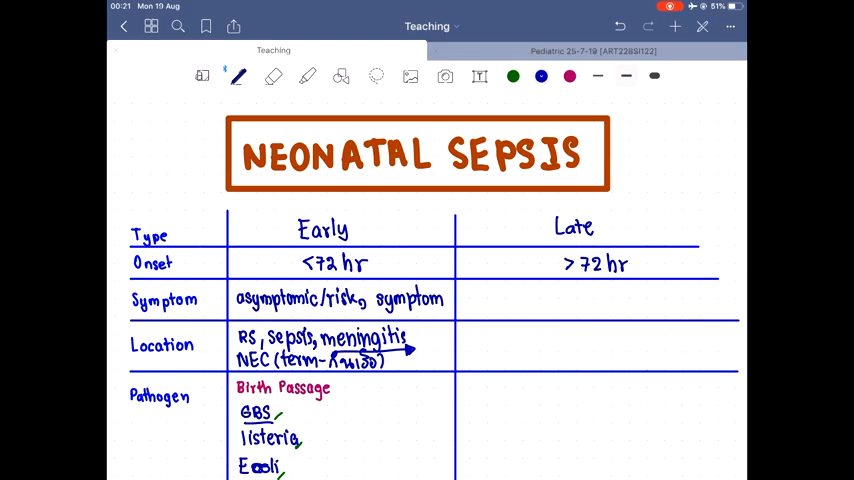 00:21 Mon 19 Aug 51%
Teaching
Teaching Pediatric 25-7-19 [ART228SI122]
NEONATAL SEPSIS
Type Early Late
Onset <72 hr >72 hr
Symptom asymptomic/risk, symptom
Location RS, sepsis, meningitis
NEC (term-
Pathogen Birth Passage
GBS ✓
listeria
E coli